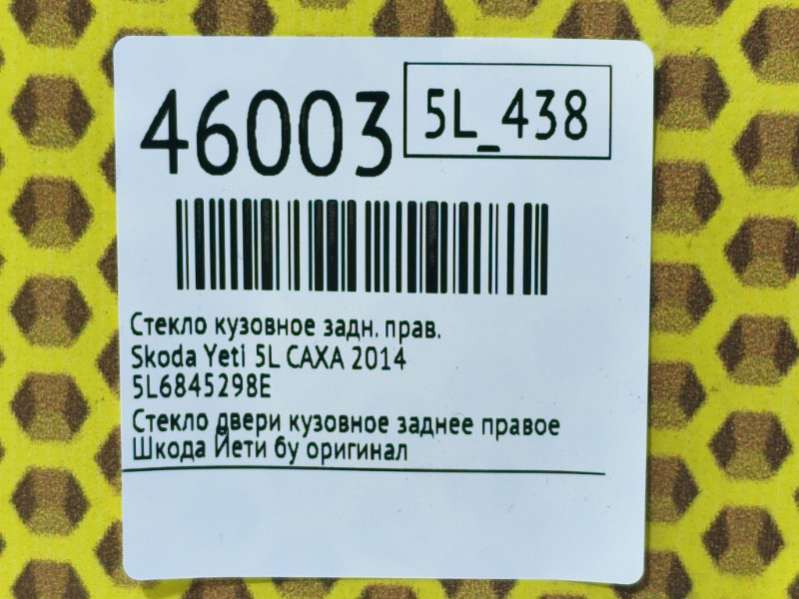 46003
5L_438
Стекло кузовное задн. прав.
Skoda Yeti 5L CAXA 2014
5L6845298E
Стекло двери кузовное заднее правое
Шкода Йети бу оригинал